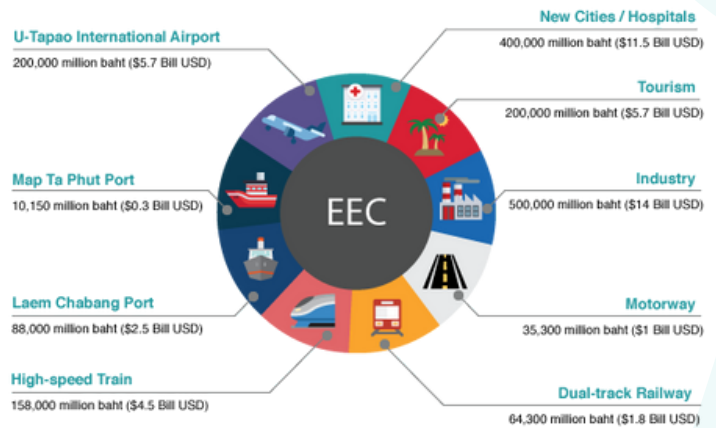 U-Tapao International Airport
200,000 million baht ($5.7 Bill USD)
Map Ta Phut Port
10,150 million baht ($0.3 Bill USD)
Laem Chabang Port
88,000 million baht ($2.5 Bill USD)
High-speed Train
158,000 million baht ($4.5 Bill USD)
EEC
New Cities / Hospitals
400,000 million baht ($11.5 Bill USD)
Tourism
200,000 million baht ($5.7 Bill USD)
Industry
500,000 million baht ($14 Bill USD)
Motorway
35,300 million baht ($1 Bill USD)
Dual-track Railway
64,300 million baht ($1.8 Bill USD)